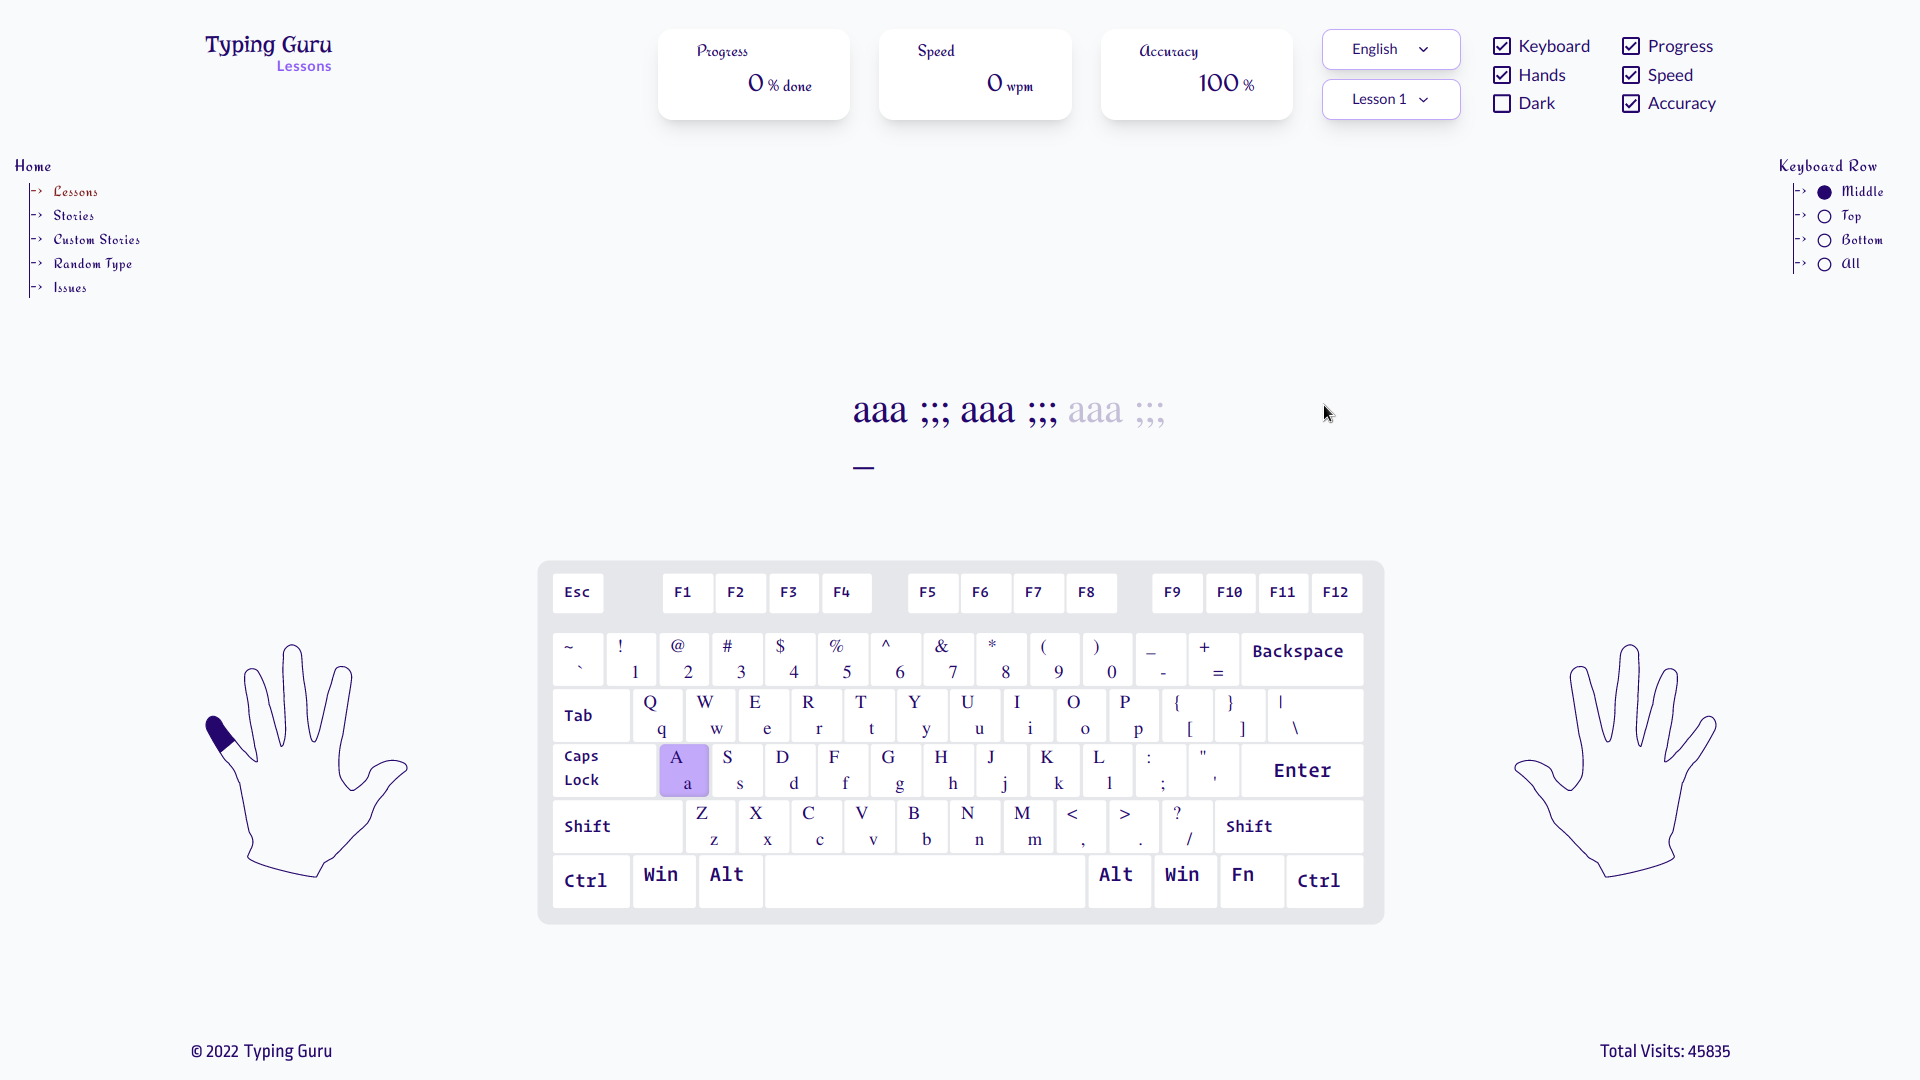 Typing Guru
Lessons
Progress
0 % done
Speed
0 wpm
Accuracy
100 %
English
Lesson 1
Keyboard
Hands
Dark
Progress
Speed
Accuracy
Home
-> Lessons
-> Stories
-> Custom Stories
-> Random Type
-> Issues
Keyboard Row
-> Middle
-> Top
-> Bottom
-> All
aaa ;;; aaa ;;; aaa ;;;
_
Esc F1 F2 F3 F4 F5 F6 F7 F8 F9 F10 F11 F12
~ ! @ # $ % ^ & * ( ) _ +
` 1 2 3 4 5 6 7 8 9 0 - = Backspace
Q W E R T Y U I O P { } |
Tab q w e r t y u i o p [ ] \
Caps A S D F G H J K L : "
Lock a s d f g h j k l ; ' Enter
Z X C V B N M < > ?
Shift z x c v b n m , . / Shift
Ctrl Win Alt Alt Win Fn Ctrl
© 2022 Typing Guru
Total Visits: 45835